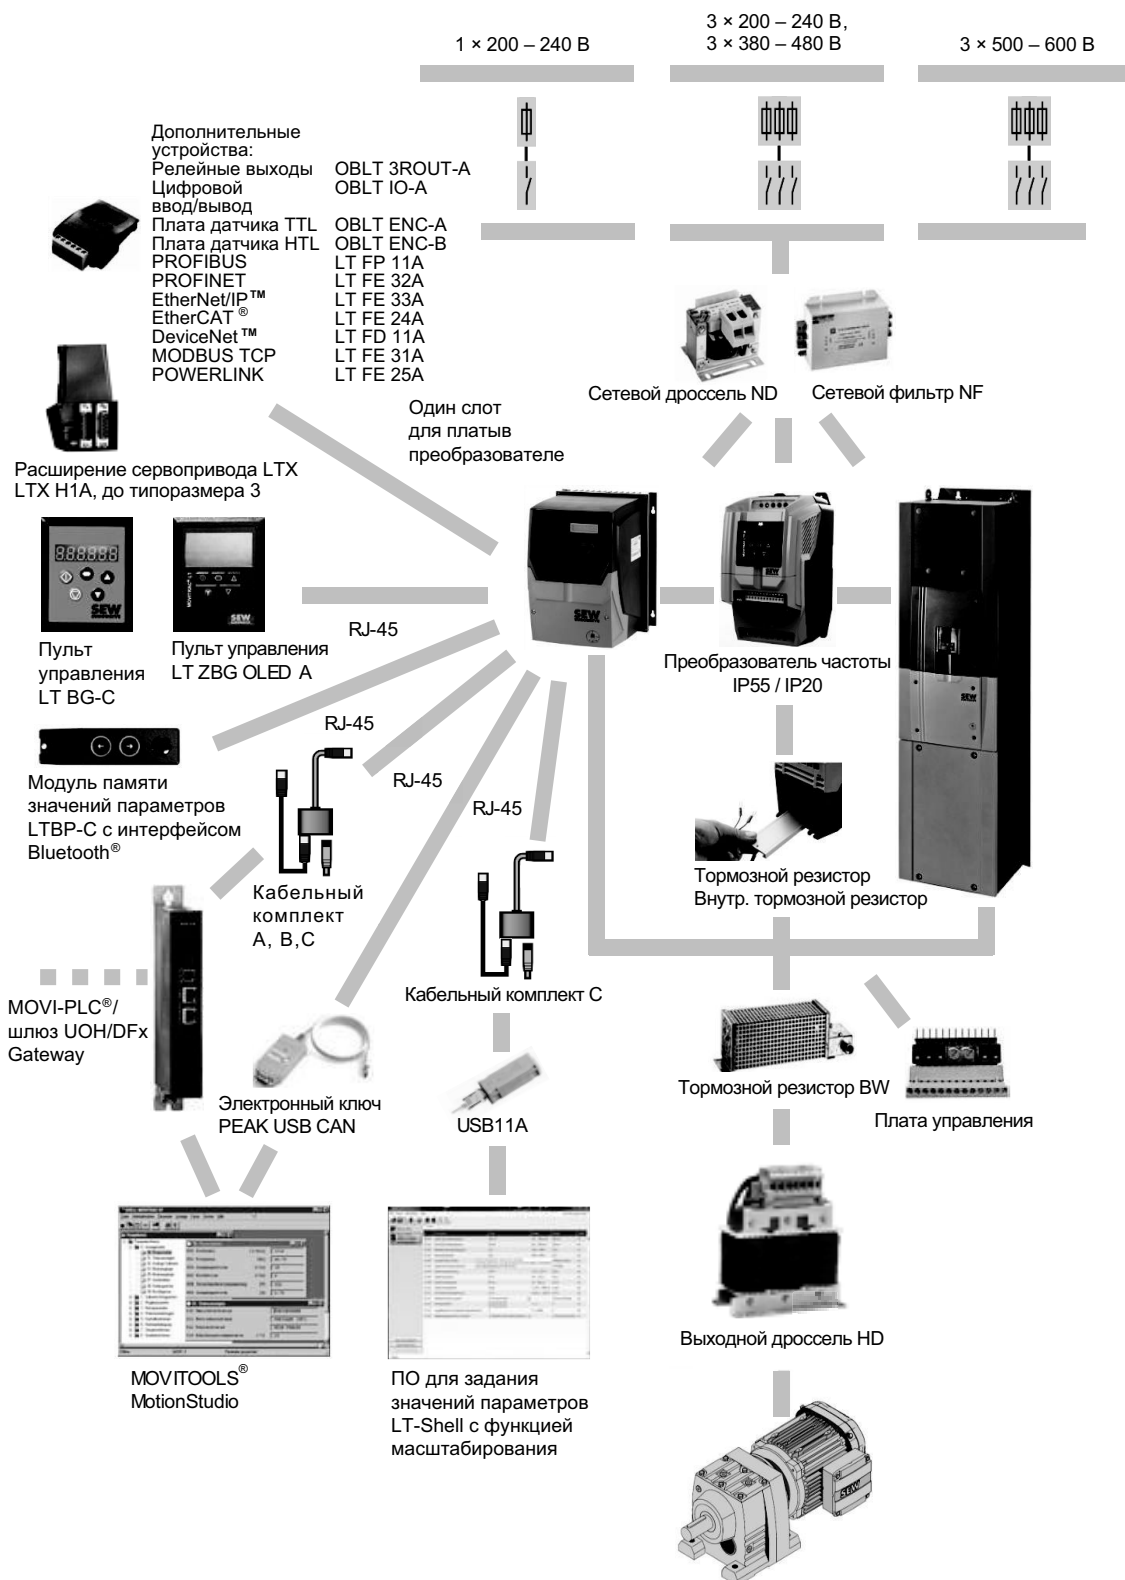 1 × 200 – 240 В
3 × 200 – 240 В,
3 × 380 – 480 В
3 × 500 – 600 В
Дополнительные
устройства:
Релейные выходы OBLT 3ROUT-A
Цифровой OBLT IO-A
ввод/вывод
Плата датчика TTL OBLT ENC-A
Плата датчика HTL OBLT ENC-B
PROFIBUS LT FP 11A
PROFINET LT FE 32A
EtherNet/IP™ LT FE 33A
EtherCAT ® LT FE 24A
DeviceNet™ LT FD 11A
MODBUS TCP LT FE 31A
POWERLINK LT FE 25A
Сетевой дроссель ND
Сетевой фильтр NF
Один слот
для платыв
преобразователе
Расширение сервопривода LTX
LTX H1A, до типоразмера 3
SEW
SEW
SEW
SEW
SEW
RJ-45
Пульт
управления
LT BG-C
Пульт управления
LT ZBG OLED A
Преобразователь частоты
IP55 / IP20
RJ-45
RJ-45
RJ-45
Модуль памяти
значений параметров
LTBP-C с интерфейсом
Bluetooth®
Кабельный
комплект
A, B,C
Тормозной резистор
Внутр. тормозной резистор
Кабельный комплект C
MOVI-PLC®/
шлюз UOH/DFx
Gateway
Электронный ключ
PEAK USB CAN
USB11A
Тормозной резистор BW
Плата управления
Выходной дроссель HD
MOVITOOLS®
MotionStudio
ПО для задания
значений параметров
LT-Shell с функцией
масштабирования
SEW